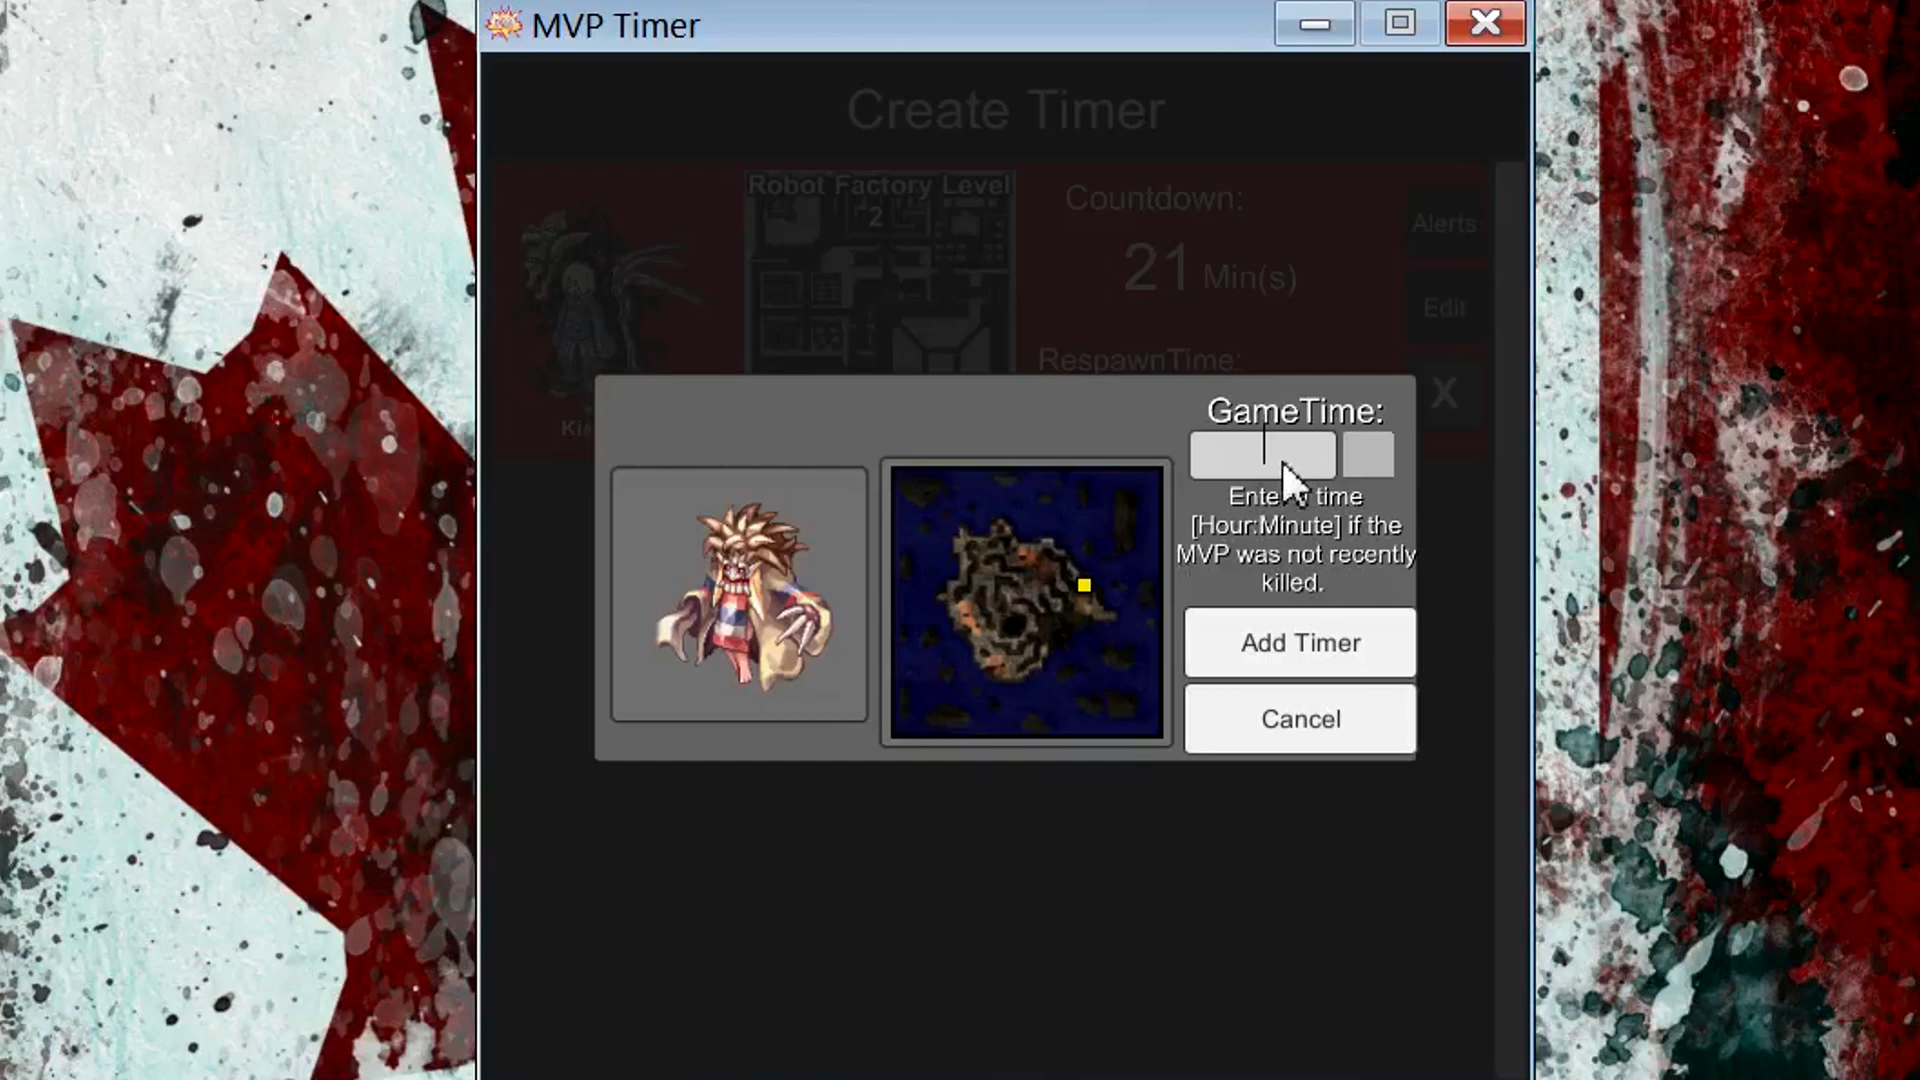 MVP Timer
Create Timer
Robot Factory Level
2
Countdown:
21 Min(s)
RespawnTime:
Alerts
Edit
X
GameTime:
Enter time
[Hour:Minute] if the
MVP was not recently
killed.
Add Timer
Cancel